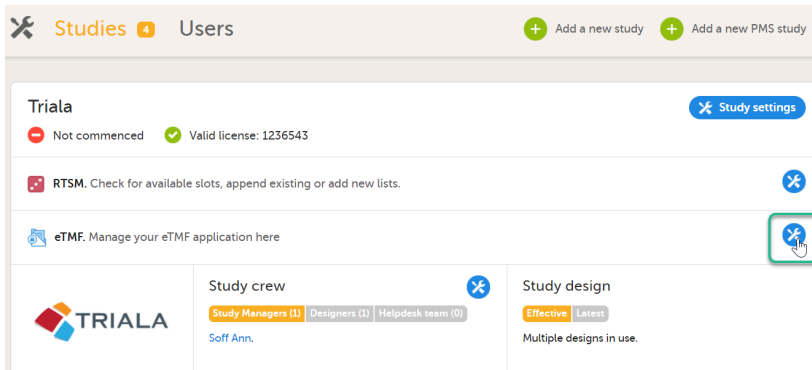 Studies 4 Users
Add a new study Add a new PMS study
Triala
Study settings
Not commenced Valid license: 1236543
RTSM. Check for available slots, append existing or add new lists.
eTMF. Manage your eTMF application here
TRIALA
Study crew
Study Managers (1) Designers (1) Helpdesk team (0)
Soff Ann.
Study design
Effective Latest
Multiple designs in use.